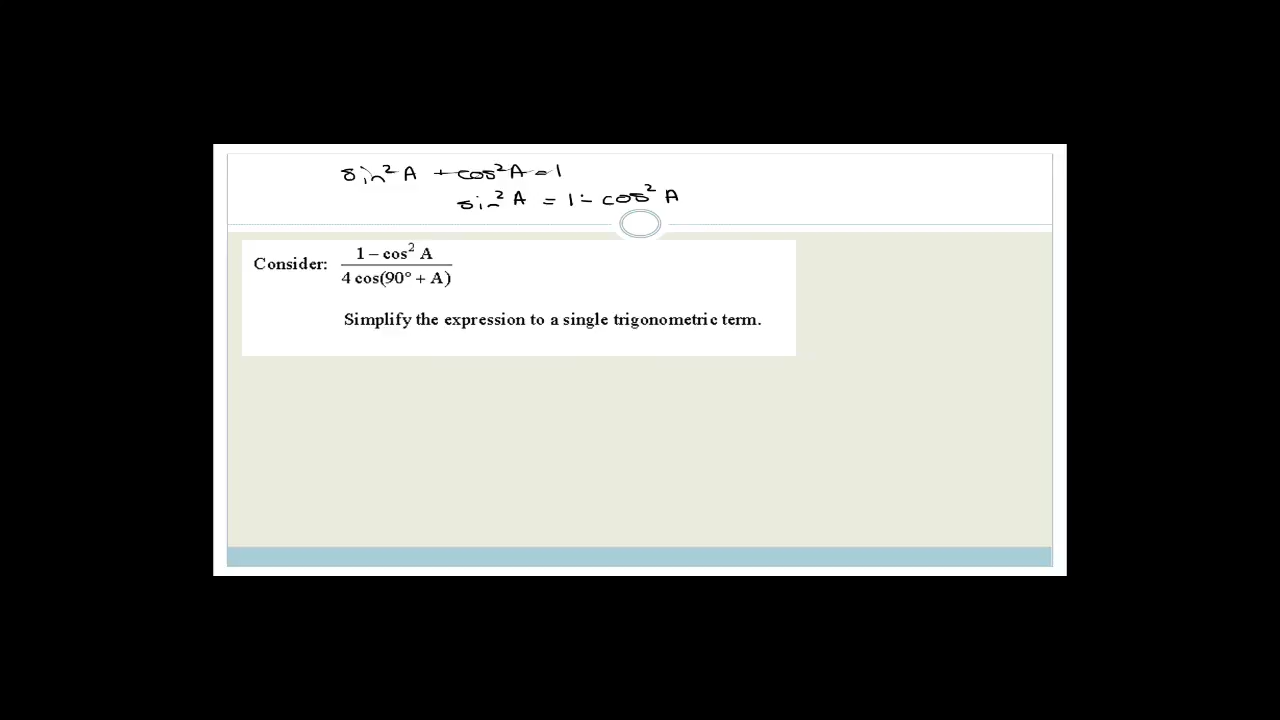 sin² A + cos² A = 1
sin² A = 1 - cos² A
Consider: 1 – cos² A
4 cos(90° + A)
Simplify the expression to a single trigonometric term.